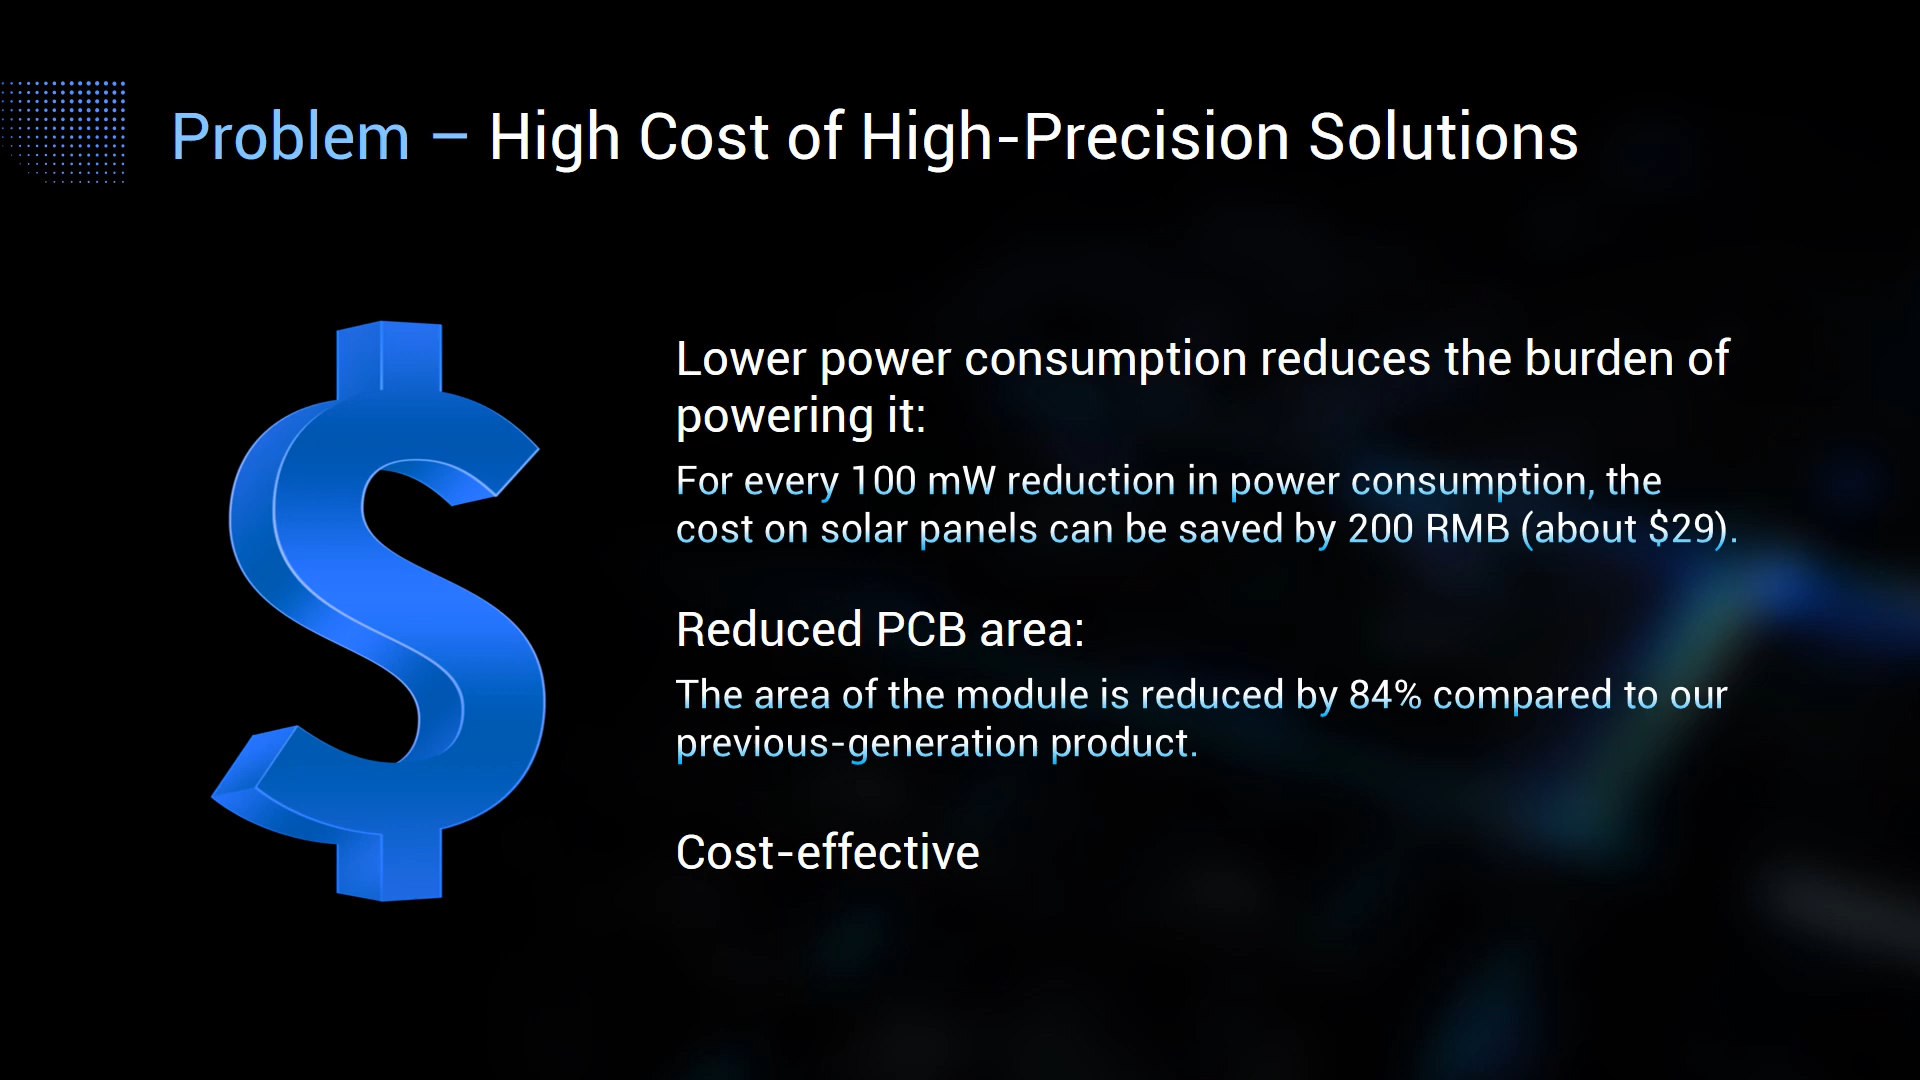 Problem – High Cost of High-Precision Solutions
Lower power consumption reduces the burden of
powering it:
For every 100 mW reduction in power consumption, the
cost on solar panels can be saved by 200 RMB (about $29).
Reduced PCB area:
The area of the module is reduced by 84% compared to our
previous-generation product.
Cost-effective